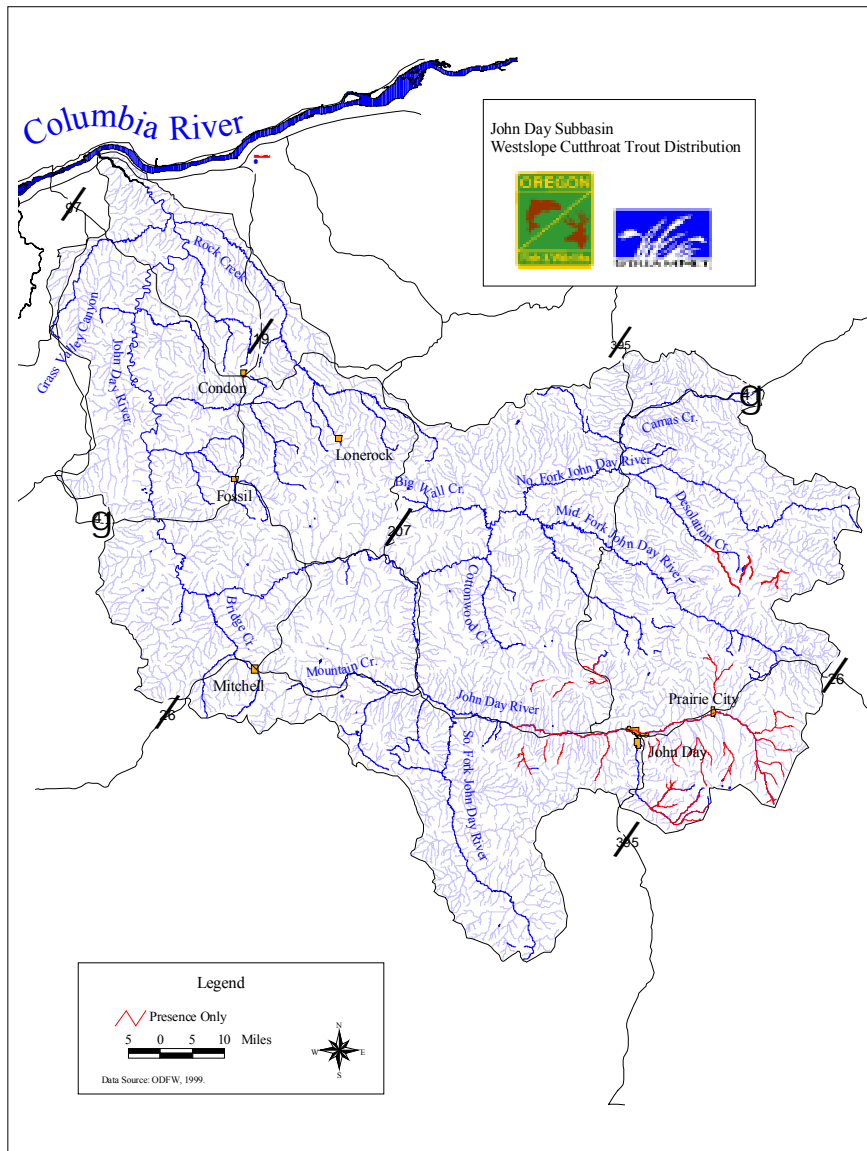 Columbia River
John Day Subbasin
Westslope Cutthroat Trout Distribution
OREGON
Fish & Wildlife
97
Rock Creek
Grass Valley Canyon
John Day River
19
395
Condon
Camas Cr.
Lonerock
No. Fork John Day River
Big Wall Cr.
Fossil
Desolation Cr.
Mid. Fork John Day River
207
Cottonwood Cr.
Bridge Cr.
Mountain Cr.
Mitchell
26
26
Prairie City
John Day River
John Day
So. Fork John Day River
395
Legend
Presence Only
5 0 5 10 Miles
N
W E
S
Data Source: ODFW, 1999.